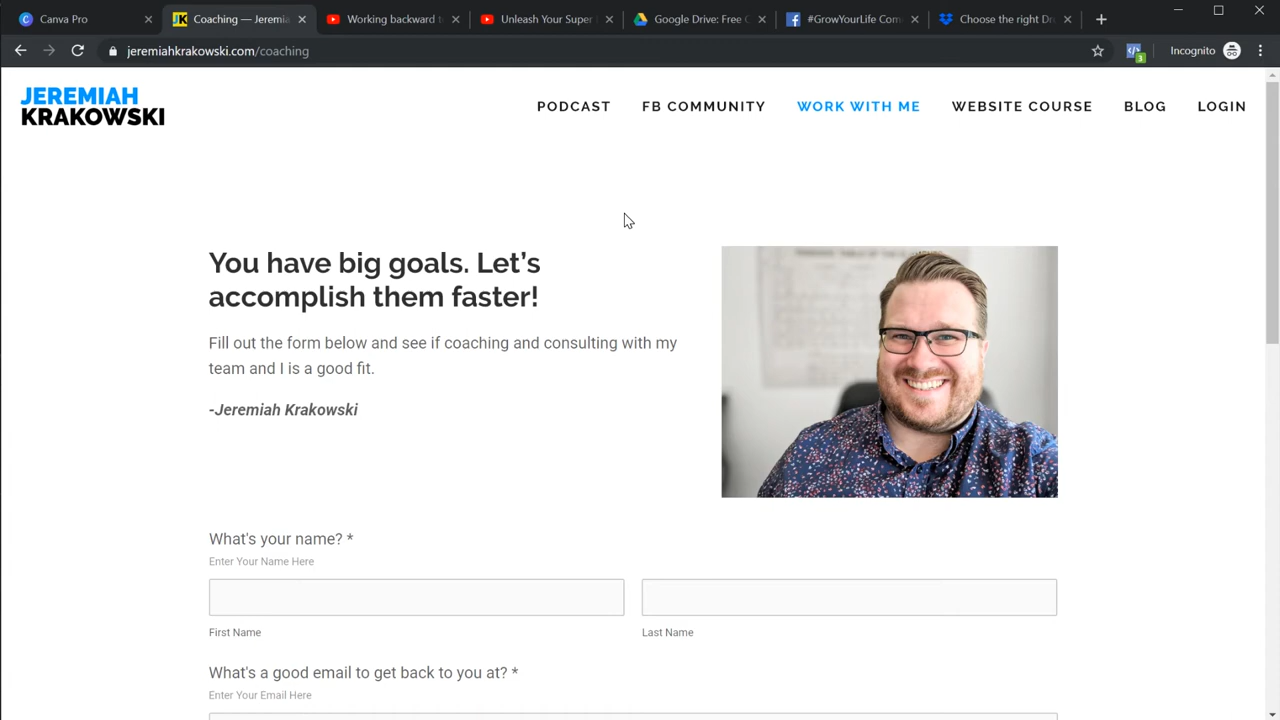 Canva Pro
Coaching — Jeremia
Working backward t
Unleash Your Super
Google Drive: Free C
#GrowYourLife Com
Choose the right Dr
jeremiahkrakowski.com/coaching
3
Incognito
JEREMIAH
KRAKOWSKI
PODCAST
FB COMMUNITY
WORK WITH ME
WEBSITE COURSE
BLOG
LOGIN
You have big goals. Let’s
accomplish them faster!
Fill out the form below and see if coaching and consulting with my
team and I is a good fit.
-Jeremiah Krakowski
What's your name? *
Enter Your Name Here
First Name
Last Name
What's a good email to get back to you at? *
Enter Your Email Here